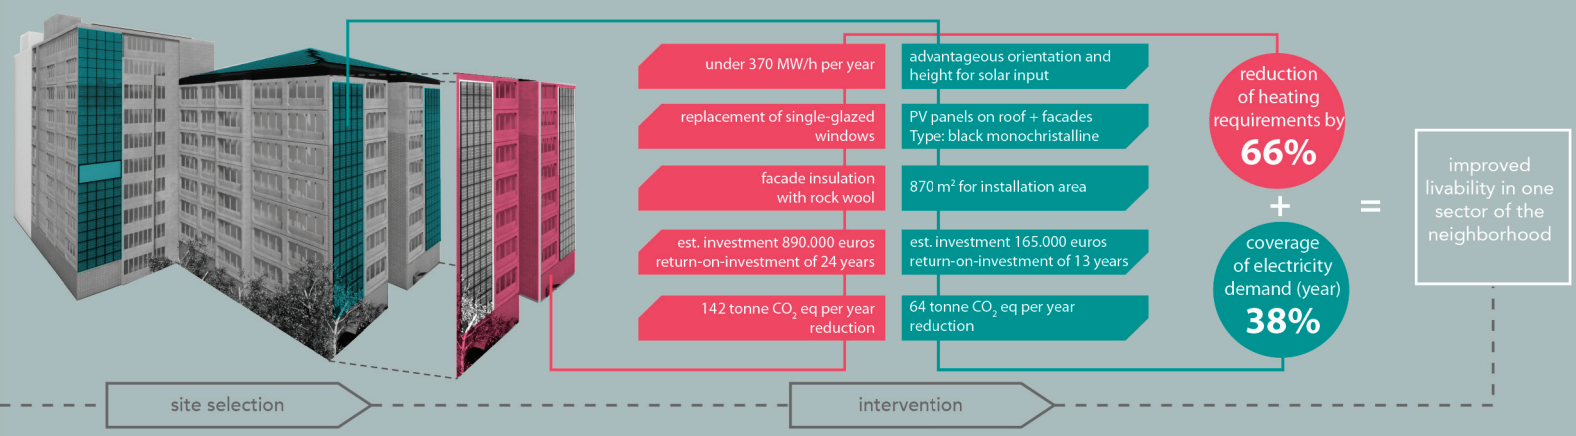 under 370 MW/h per year
replacement of single-glazed
windows
facade insulation
with rock wool
est. investment 890.000 euros
return-on-investment of 24 years
142 tonne CO₂ eq per year
reduction
advantageous orientation and
height for solar input
PV panels on roof + facades
Type: black monochristalline
870 m² for installation area
est. investment 165.000 euros
return-on-investment of 13 years
64 tonne CO₂ eq per year
reduction
reduction
of heating
requirements by
66%
+
coverage
of electricity
demand (year)
38%
=
improved
livability in one
sector of the
neighborhood
site selection
intervention